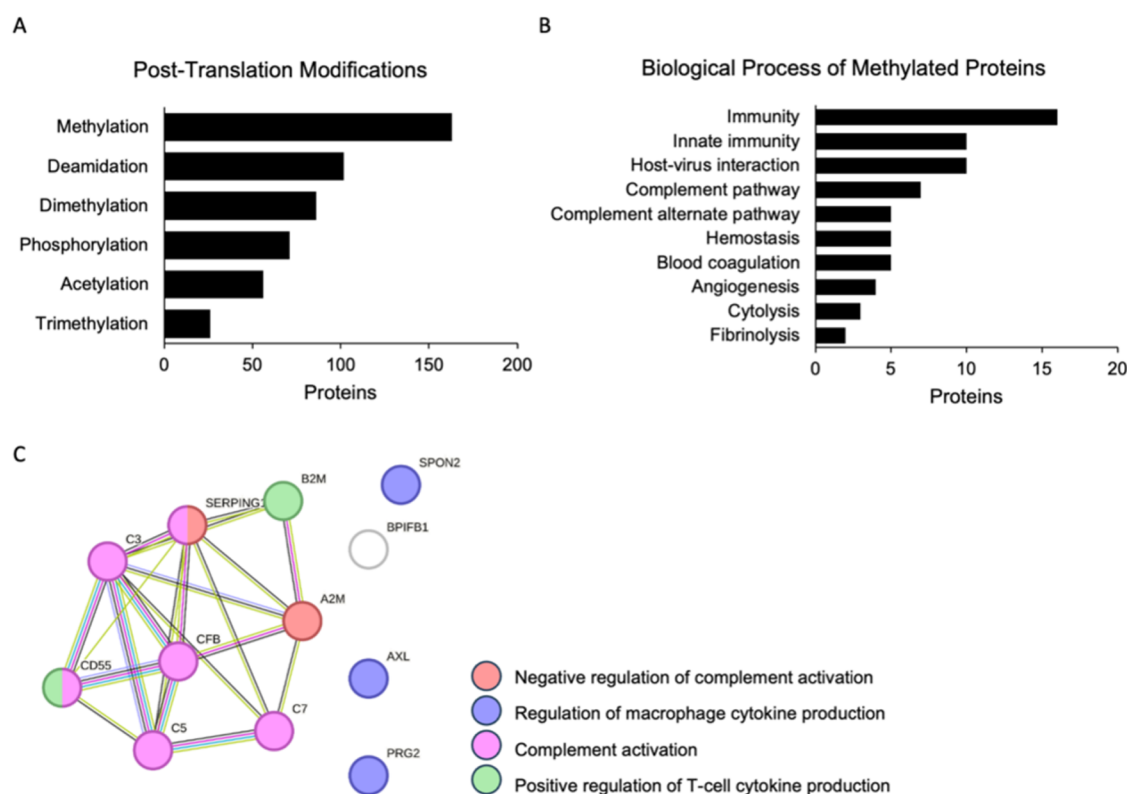 A
Post-Translation Modifications
Methylation
Deamidation
Dimethylation
Phosphorylation
Acetylation
Trimethylation
0 50 100 150 200
Proteins
B
Biological Process of Methylated Proteins
Immunity
Innate immunity
Host-virus interaction
Complement pathway
Complement alternate pathway
Hemostasis
Blood coagulation
Angiogenesis
Cytolysis
Fibrinolysis
0 5 10 15 20
Proteins
C
SPON2
B2M
SERPING1
BPIFB1
C3
A2M
CFB
AXL
CD55
C7
C5
PRG2
Negative regulation of complement activation
Regulation of macrophage cytokine production
Complement activation
Positive regulation of T-cell cytokine production